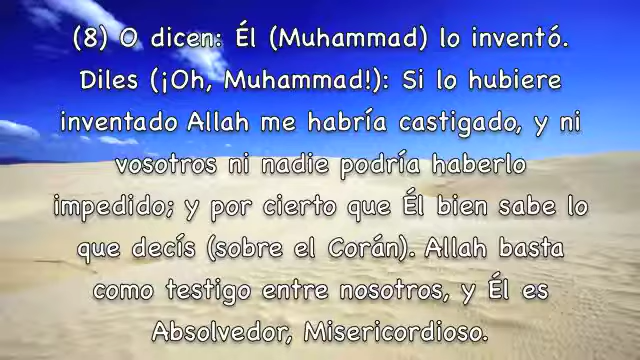 (8) O dicen: Él (Muhammad) lo inventó.
Diles (¡Oh, Muhammad!): Si lo hubiere
inventado Allah me habría castigado, y ni
vosotros ni nadie podría haberlo
impedido; y por cierto que Él bien sabe lo
que decís (sobre el Corán). Allah basta
como testigo entre nosotros, y Él es
Absolvedor, Misericordioso.